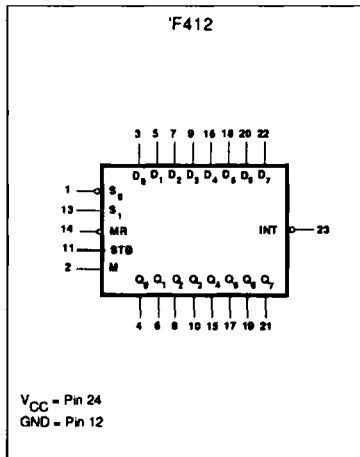 'F412
3 5 7 9 16 18 20 22
D0 D1 D2 D3 D4 D5 D6 D7
1 S0
13 S1
14 MR
INT 23
11 STB
2 M
Q0 Q1 Q2 Q3 Q4 Q5 Q6 Q7
4 6 8 10 15 17 19 21
VCC = Pin 24
GND = Pin 12